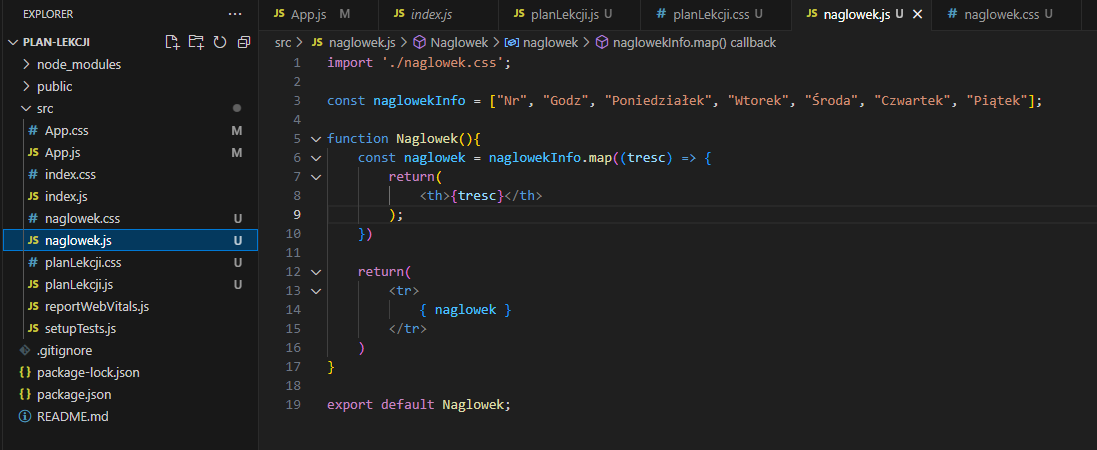 EXPLORER ...
PLAN-LEKCJI
node_modules
public
src
# App.css M
JS App.js M
# index.css
JS index.js
# naglowek.css U
JS naglowek.js U
# planLekcji.css U
JS planLekcji.js U
JS reportWebVitals.js
JS setupTests.js
.gitignore
{} package-lock.json
{} package.json
README.md
JS App.js M JS index.js JS planLekcji.js U # planLekcji.css U JS naglowek.js U # naglowek.css U
src > JS naglowek.js > Naglowek > naglowek > naglowekInfo.map() callback
1 import './naglowek.css';
2
3 const naglowekInfo = ["Nr", "Godz", "Poniedziałek", "Wtorek", "Środa", "Czwartek", "Piątek"];
4
5 function Naglowek(){
6 const naglowek = naglowekInfo.map((tresc) => {
7 return(
8 <th>{tresc}</th>
9 );
10 })
11
12 return(
13 <tr>
14 { naglowek }
15 </tr>
16 )
17 }
18
19 export default Naglowek;